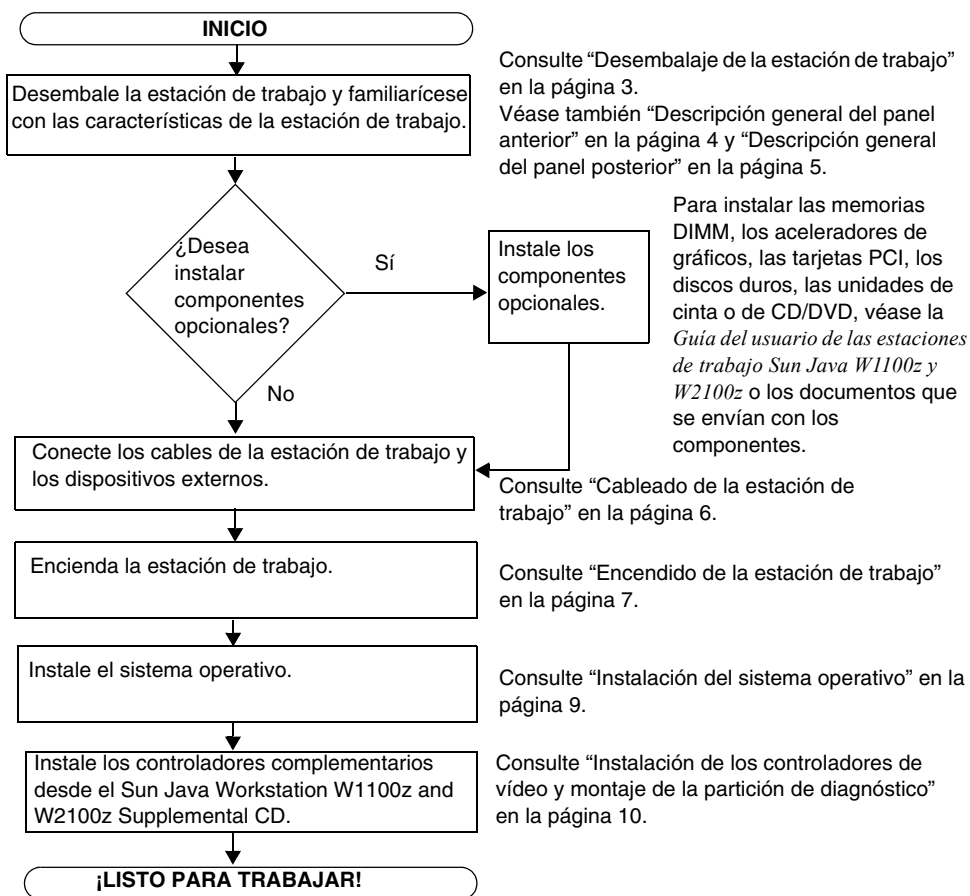 INICIO
Desembale la estación de trabajo y familiarícese
con las características de la estación de trabajo.
Consulte “Desembalaje de la estación de trabajo”
en la página 3.
Véase también “Descripción general del panel
anterior” en la página 4 y “Descripción general
del panel posterior” en la página 5.
¿Desea
instalar
componentes
opcionales?
Sí
No
Instale los
componentes
opcionales.
Para instalar las memorias
DIMM, los aceleradores de
gráficos, las tarjetas PCI, los
discos duros, las unidades de
cinta o de CD/DVD, véase la
Guía del usuario de las estaciones
de trabajo Sun Java W1100z y
W2100z o los documentos que
se envían con los
componentes.
Conecte los cables de la estación de trabajo y
los dispositivos externos.
Consulte “Cableado de la estación de
trabajo” en la página 6.
Encienda la estación de trabajo.
Consulte “Encendido de la estación de trabajo”
en la página 7.
Instale el sistema operativo.
Consulte “Instalación del sistema operativo” en la
página 9.
Instale los controladores complementarios
desde el Sun Java Workstation W1100z and
W2100z Supplemental CD.
Consulte “Instalación de los controladores de
vídeo y montaje de la partición de diagnóstico”
en la página 10.
¡LISTO PARA TRABAJAR!